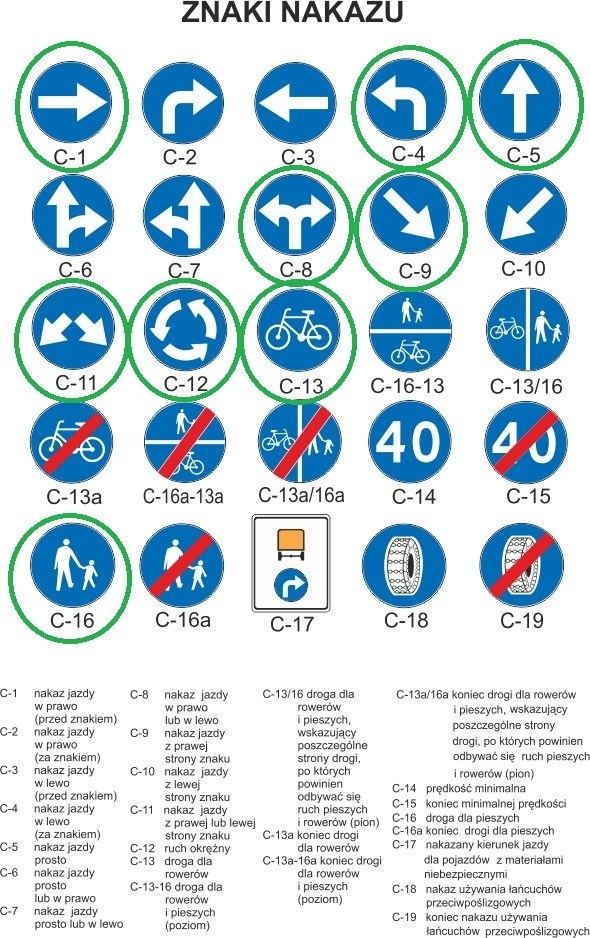 ZNAKI NAKAZU
C-1 C-2 C-3 C-4 C-5
C-6 C-7 C-8 C-9 C-10
C-11 C-12 C-13 C-16-13 C-13/16
40 40
C-13a C-16a-13a C-13a/16a C-14 C-15
C-16 C-16a C-17 C-18 C-19
C-1 nakaz jazdy
w prawo
(przed znakiem)
C-2 nakaz jazdy
w prawo
(za znakiem)
C-3 nakaz jazdy
w lewo
(przed znakiem)
C-4 nakaz jazdy
w lewo
(za znakiem)
C-5 nakaz jazdy
prosto
C-6 nakaz jazdy
prosto
lub w prawo
C-7 nakaz jazdy
prosto lub w lewo
C-8 nakaz jazdy
w prawo
lub w lewo
C-9 nakaz jazdy
z prawej
strony znaku
C-10 nakaz jazdy
z lewej
strony znaku
C-11 nakaz jazdy
z prawej lub lewej
strony znaku
C-12 ruch okrężny
C-13 droga dla
rowerów
C-13-16 droga dla
rowerów
i pieszych
(poziom)
C-13/16 droga dla
rowerów
i pieszych,
wskazujący
poszczególne
strony drogi,
po których
powinien
odbywać się
ruch pieszych
i rowerów (pion)
C-13a koniec drogi
dla rowerów
C-13a-16a koniec drogi
dla rowerów
i pieszych
(poziom)
C-13a/16a koniec drogi dla rowerów
i pieszych, wskazujący
poszczególne strony
drogi, po których powinien
odbywać się ruch pieszych
i rowerów (pion)
C-14 prędkość minimalna
C-15 koniec minimalnej prędkości
C-16 droga dla pieszych
C-16a koniec drogi dla pieszych
C-17 nakazany kierunek jazdy
dla pojazdów z materiałami
niebezpiecznymi
C-18 nakaz używania łańcuchów
przeciwpoślizgowych
C-19 koniec nakazu używania
łańcuchów przeciwpoślizgowych